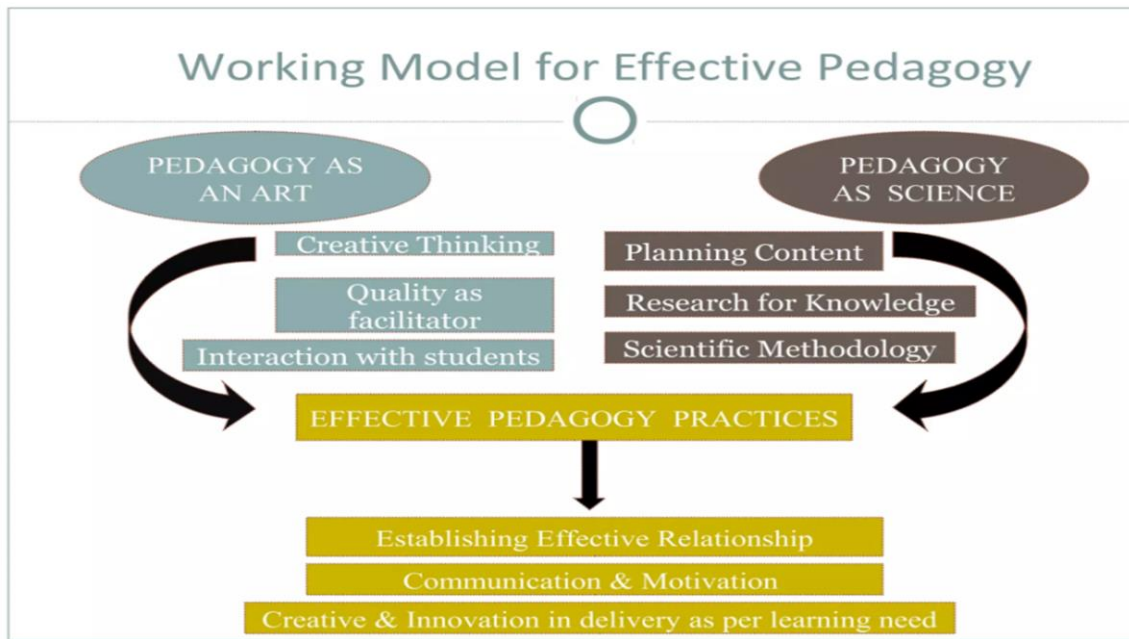 Working Model for Effective Pedagogy
PEDAGOGY AS
AN ART
PEDAGOGY
AS SCIENCE
Creative Thinking
Quality as
facilitator
Interaction with students
Planning Content
Research for Knowledge
Scientific Methodology
EFFECTIVE PEDAGOGY PRACTICES
Establishing Effective Relationship
Communication & Motivation
Creative & Innovation in delivery as per learning need